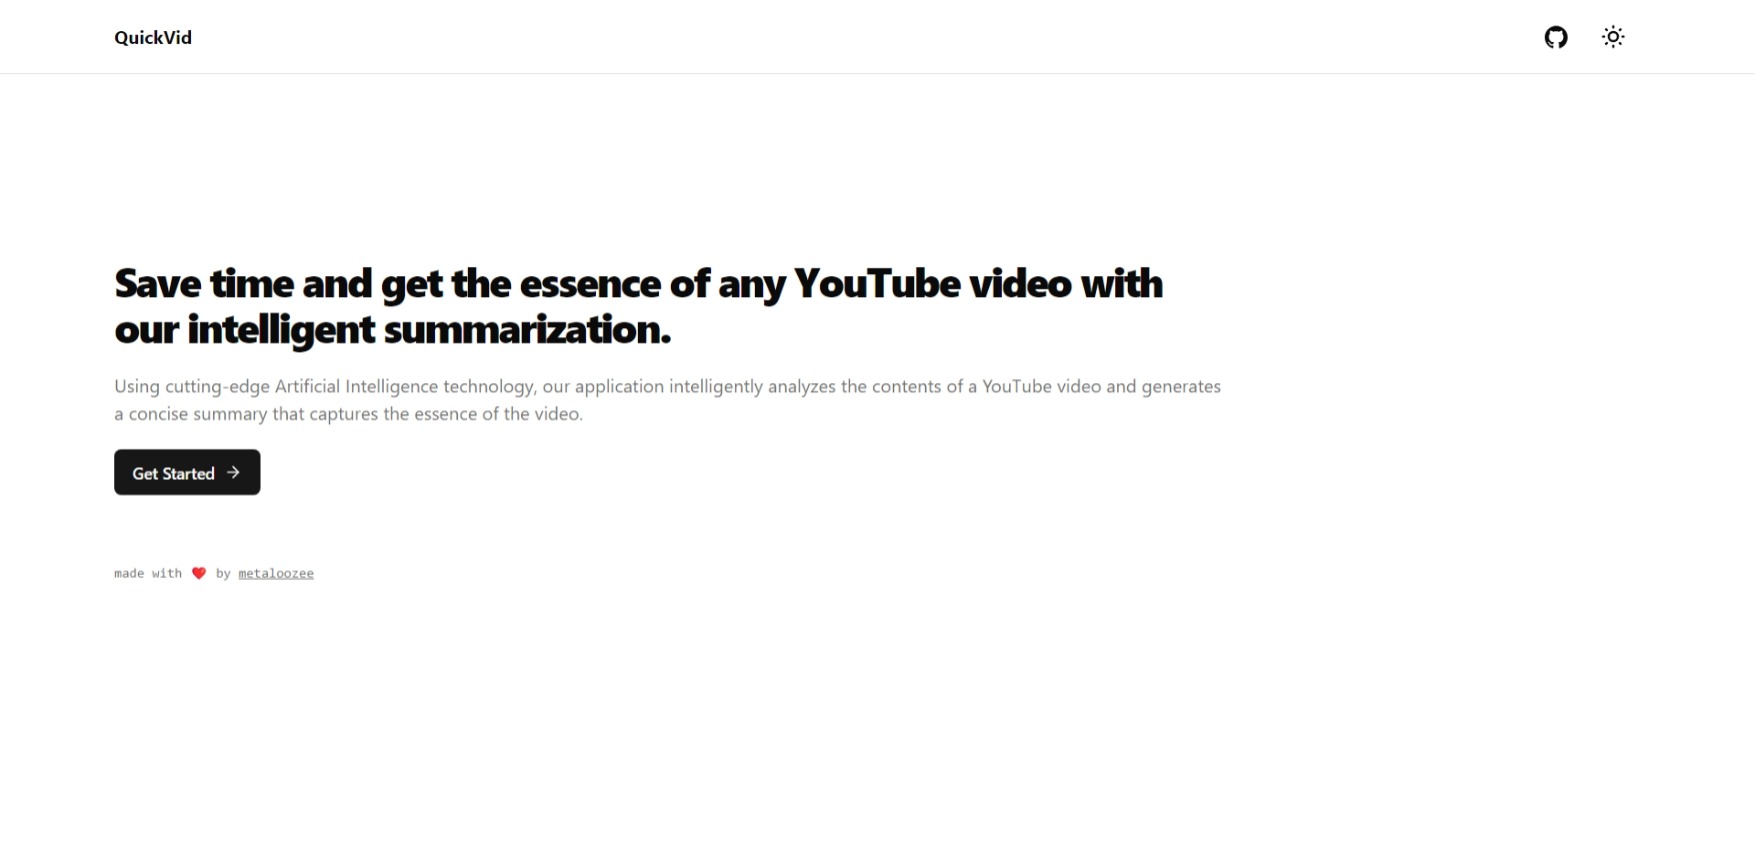 QuickVid
Save time and get the essence of any YouTube video with
our intelligent summarization.
Using cutting-edge Artificial Intelligence technology, our application intelligently analyzes the contents of a YouTube video and generates
a concise summary that captures the essence of the video.
Get Started →
made with ❤️ by metaloozee